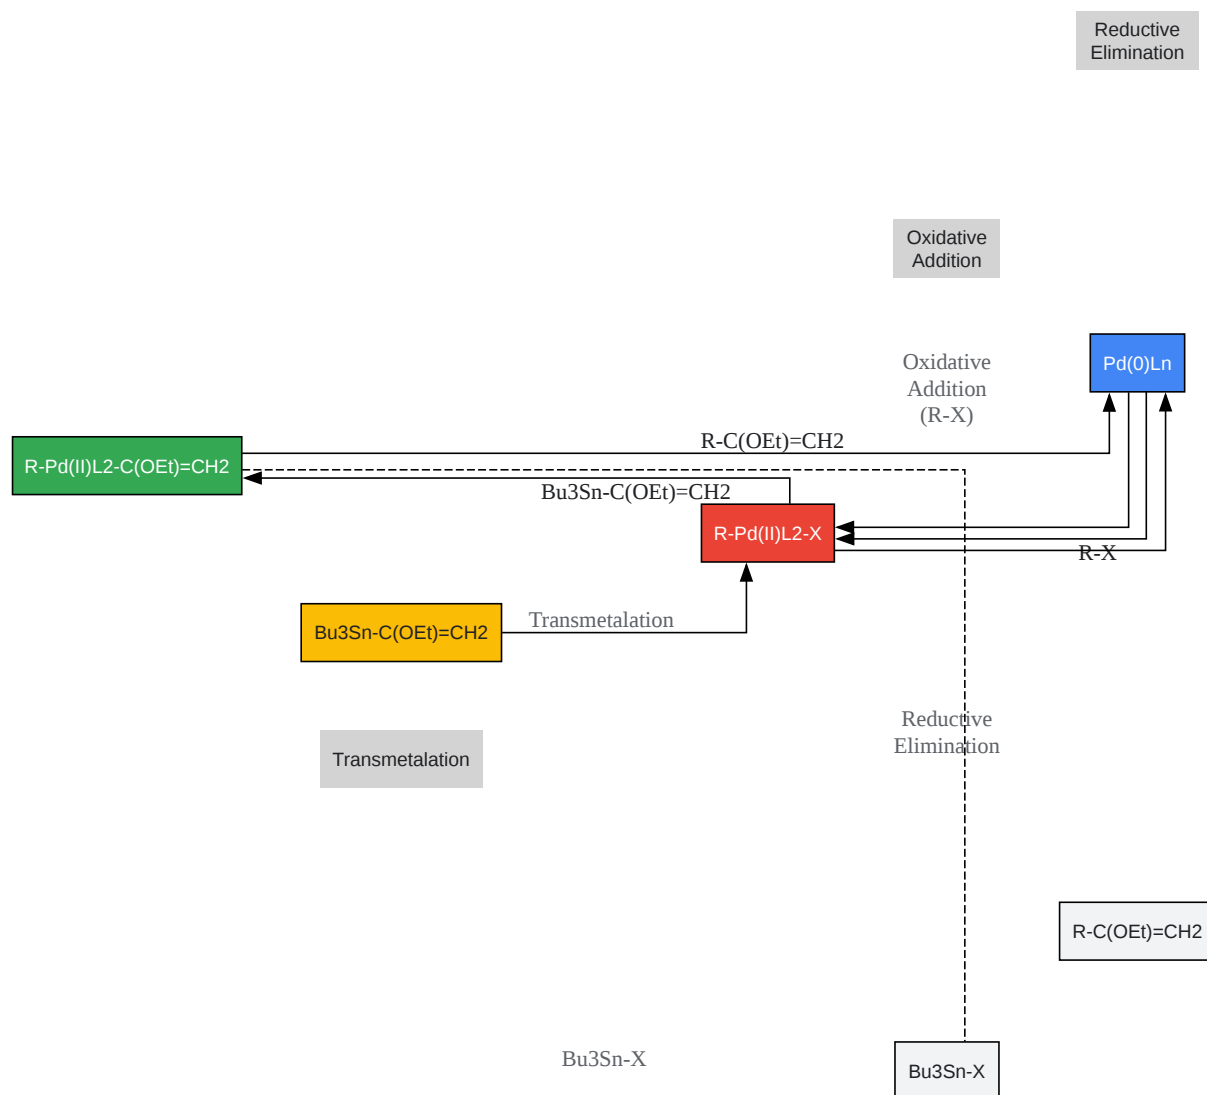 Reductive
Elimination
Oxidative
Addition
Oxidative
Addition
(R-X)
Pd(0)Ln
R-C(OEt)=CH2
R-Pd(II)L2-C(OEt)=CH2
Bu3Sn-C(OEt)=CH2
R-Pd(II)L2-X
R-X
Bu3Sn-C(OEt)=CH2
Transmetalation
Reductive
Elimination
Transmetalation
R-C(OEt)=CH2
Bu3Sn-X
Bu3Sn-X